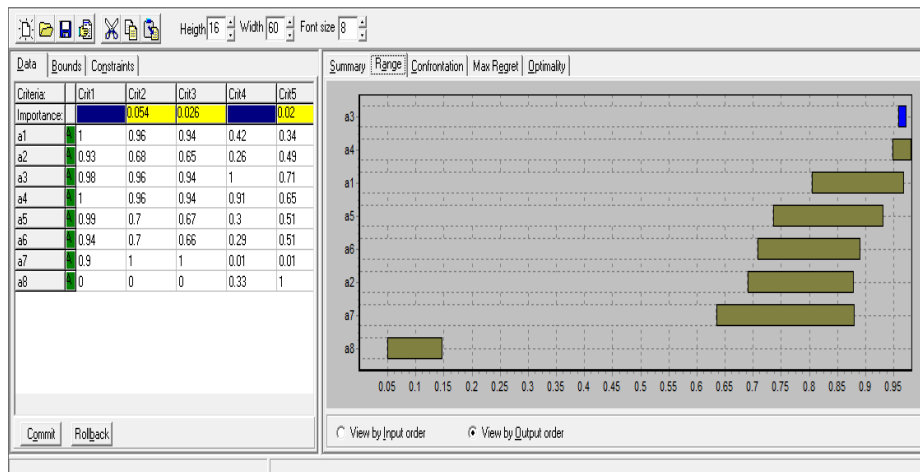 Heigth 16 Width 60 Font size 8
Data Bounds Constraints
Criteria: Crit1 Crit2 Crit3 Crit4 Crit5
Importance: 0.054 0.026 0.02
a1 A 1 0.96 0.94 0.42 0.34
a2 A 0.93 0.68 0.65 0.26 0.49
a3 A 0.98 0.96 0.94 1 0.71
a4 A 1 0.96 0.94 0.91 0.65
a5 A 0.99 0.7 0.67 0.3 0.51
a6 A 0.94 0.7 0.66 0.29 0.51
a7 A 0.9 1 1 0.01 0.01
a8 A 0 0 0 0.33 1
Commit Rollback
Summary Range Confrontation Max Regret Optimality
a3
a4
a1
a5
a6
a2
a7
a8
0.05 0.1 0.15 0.2 0.25 0.3 0.35 0.4 0.45 0.5 0.55 0.6 0.65 0.7 0.75 0.8 0.85 0.9 0.95
View by Input order View by Output order